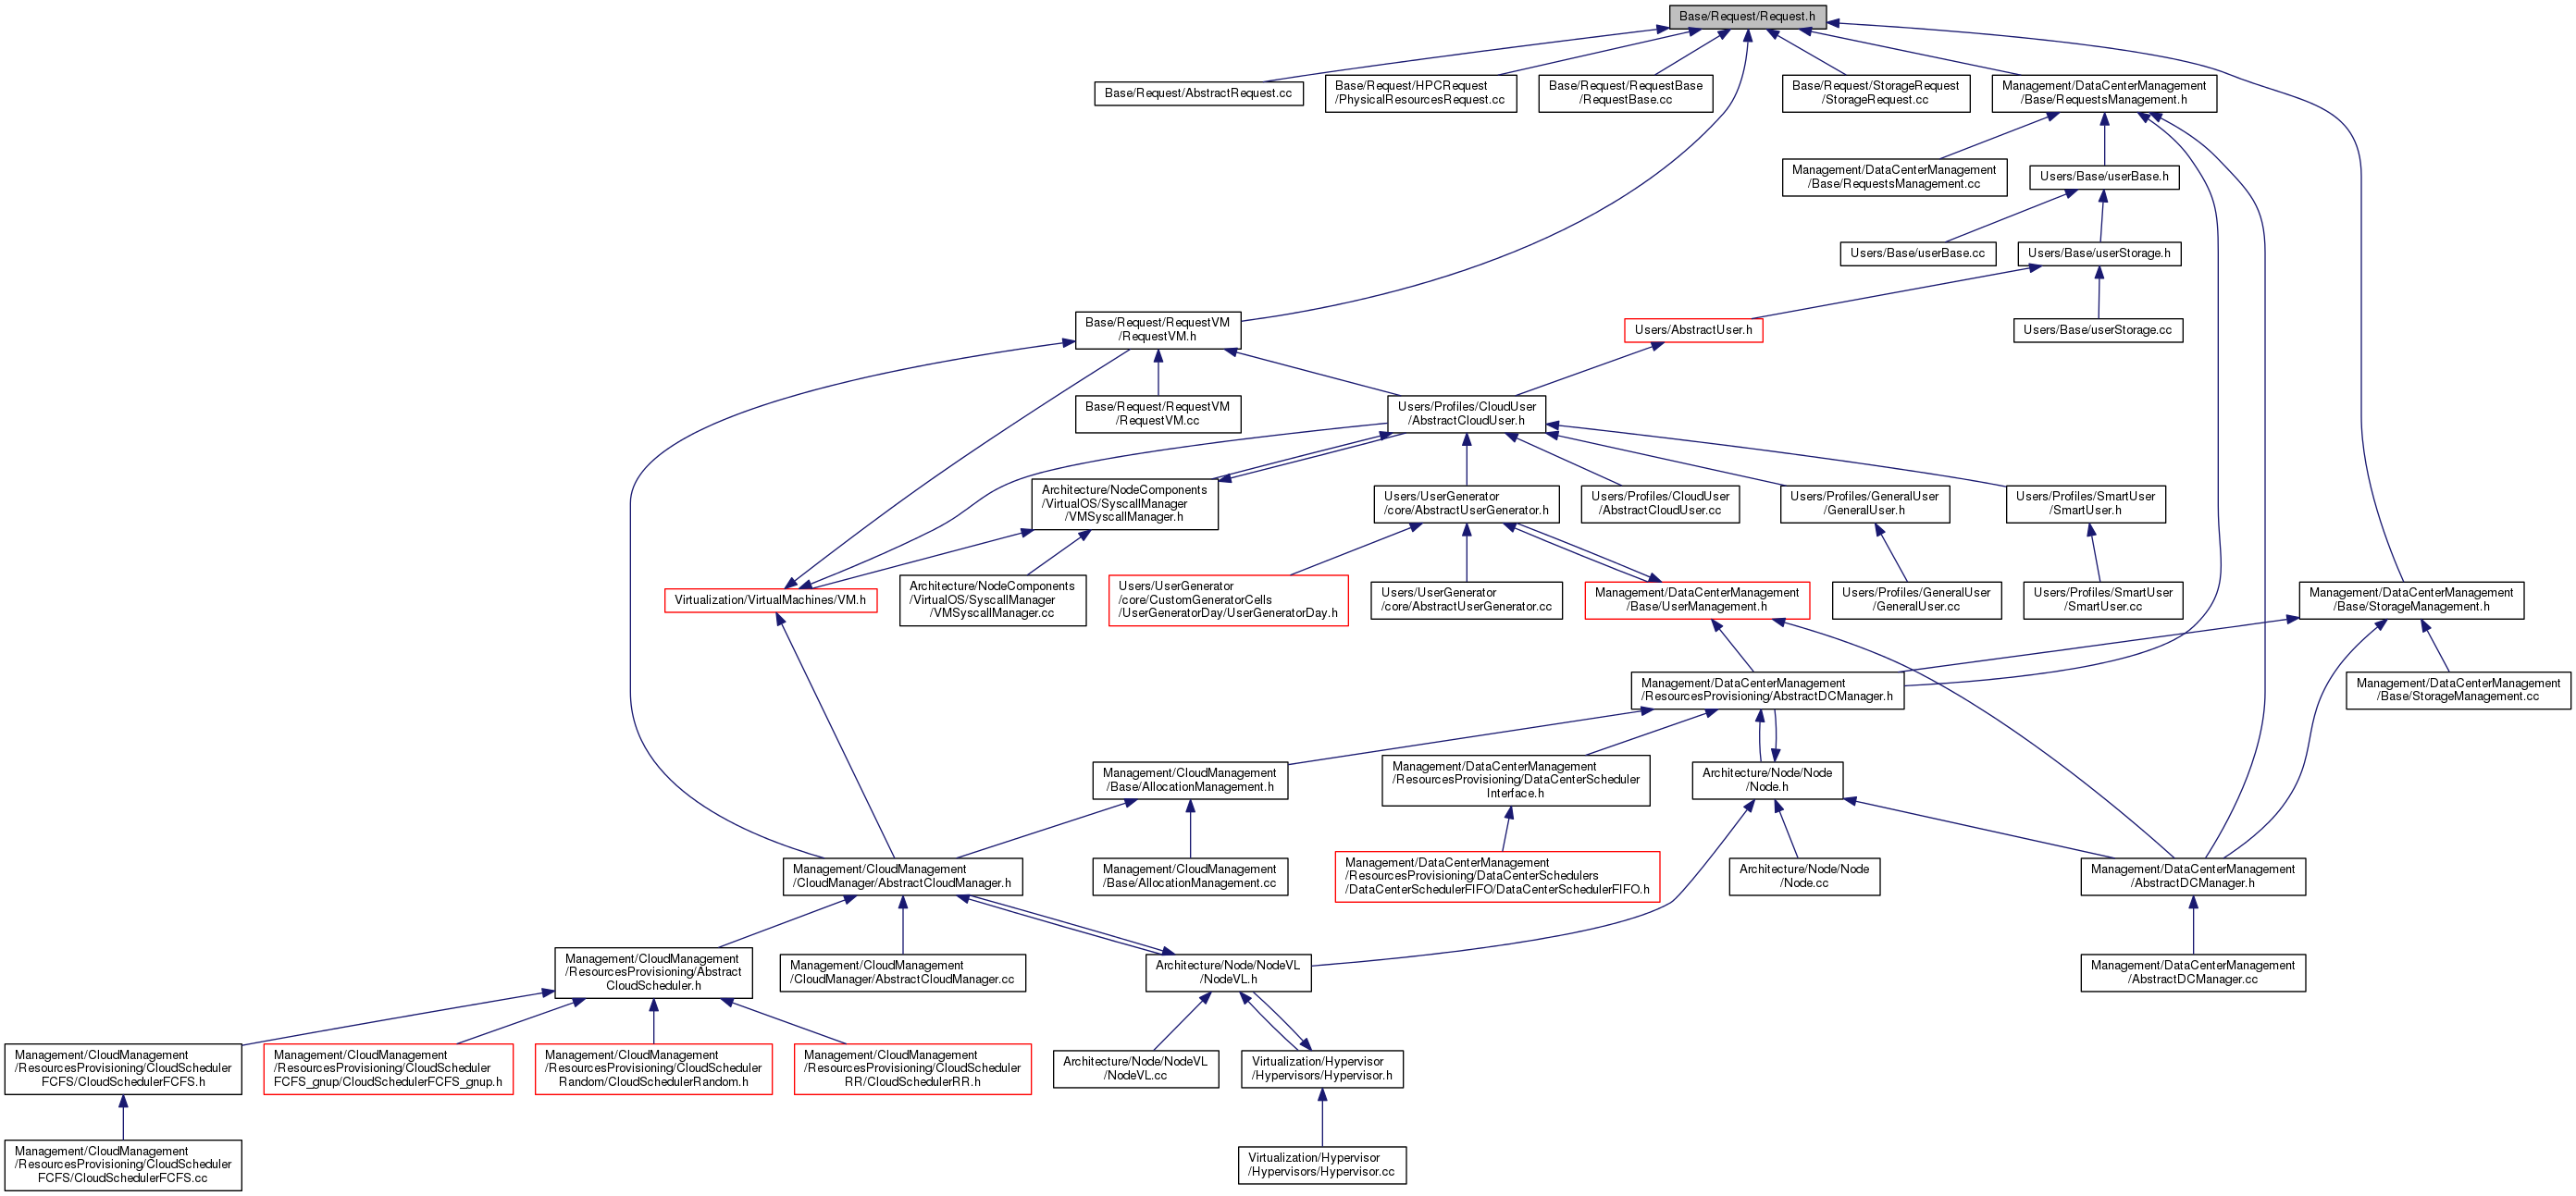 Base/Request/Request.h
Base/Request/AbstractRequest.cc
Base/Request/HPCRequest
/PhysicalResourcesRequest.cc
Base/Request/RequestBase
/RequestBase.cc
Base/Request/StorageRequest
/StorageRequest.cc
Management/DataCenterManagement
/Base/RequestsManagement.h
Management/DataCenterManagement
/Base/RequestsManagement.cc
Users/Base/userBase.h
Users/Base/userBase.cc
Users/Base/userStorage.h
Base/Request/RequestVM
/RequestVM.h
Users/AbstractUser.h
Users/Base/userStorage.cc
Base/Request/RequestVM
/RequestVM.cc
Users/Profiles/CloudUser
/AbstractCloudUser.h
Architecture/NodeComponents
/VirtualOS/SyscallManager
/VMSyscallManager.h
Users/UserGenerator
/core/AbstractUserGenerator.h
Users/Profiles/CloudUser
/AbstractCloudUser.cc
Users/Profiles/GeneralUser
/GeneralUser.h
Users/Profiles/SmartUser
/SmartUser.h
Virtualization/VirtualMachines/VM.h
Architecture/NodeComponents
/VirtualOS/SyscallManager
/VMSyscallManager.cc
Users/UserGenerator
/core/CustomGeneratorCells
/UserGeneratorDay/UserGeneratorDay.h
Users/UserGenerator
/core/AbstractUserGenerator.cc
Management/DataCenterManagement
/Base/UserManagement.h
Users/Profiles/GeneralUser
/GeneralUser.cc
Users/Profiles/SmartUser
/SmartUser.cc
Management/DataCenterManagement
/Base/StorageManagement.h
Management/DataCenterManagement
/ResourcesProvisioning/AbstractDCManager.h
Management/DataCenterManagement
/Base/StorageManagement.cc
Management/CloudManagement
/Base/AllocationManagement.h
Management/DataCenterManagement
/ResourcesProvisioning/DataCenterScheduler
Interface.h
Architecture/Node/Node
/Node.h
Management/CloudManagement
/CloudManager/AbstractCloudManager.h
Management/CloudManagement
/Base/AllocationManagement.cc
Management/DataCenterManagement
/ResourcesProvisioning/DataCenterSchedulers
/DataCenterSchedulerFIFO/DataCenterSchedulerFIFO.h
Architecture/Node/Node
/Node.cc
Management/DataCenterManagement
/AbstractDCManager.h
Management/CloudManagement
/ResourcesProvisioning/Abstract
CloudScheduler.h
Management/CloudManagement
/CloudManager/AbstractCloudManager.cc
Architecture/Node/NodeVL
/NodeVL.h
Management/DataCenterManagement
/AbstractDCManager.cc
Management/CloudManagement
/ResourcesProvisioning/CloudScheduler
FCFS/CloudSchedulerFCFS.h
Management/CloudManagement
/ResourcesProvisioning/CloudScheduler
FCFS_gnup/CloudSchedulerFCFS_gnup.h
Management/CloudManagement
/ResourcesProvisioning/CloudScheduler
Random/CloudSchedulerRandom.h
Management/CloudManagement
/ResourcesProvisioning/CloudScheduler
RR/CloudSchedulerRR.h
Architecture/Node/NodeVL
/NodeVL.cc
Virtualization/Hypervisor
/Hypervisors/Hypervisor.h
Management/CloudManagement
/ResourcesProvisioning/CloudScheduler
FCFS/CloudSchedulerFCFS.cc
Virtualization/Hypervisor
/Hypervisors/Hypervisor.cc